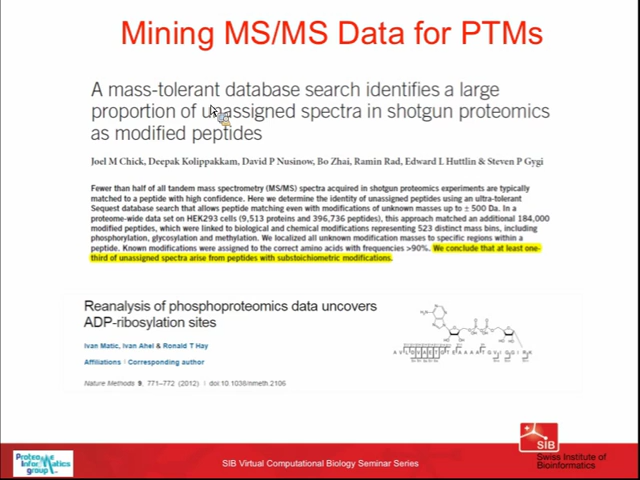 Mining MS/MS Data for PTMs
A mass-tolerant database search identifies a large
proportion of unassigned spectra in shotgun proteomics
as modified peptides
Joel M Chick, Deepak Kolippakkam, David P Nusinow, Bo Zhai, Ramin Rad, Edward L Huttlin & Steven P Gygi
Fewer than half of all tandem mass spectrometry (MS/MS) spectra acquired in shotgun proteomics experiments are typically
matched to a peptide with high confidence. Here we determine the identity of unassigned peptides using an ultra-tolerant
Sequest database search that allows peptide matching even with modifications of unknown masses up to ± 500 Da. In a
proteome-wide data set on HEK293 cells (9,513 proteins and 396,736 peptides), this approach matched an additional 184,000
modified peptides, which were linked to biological and chemical modifications representing 523 distinct mass bins, including
phosphorylation, glycosylation and methylation. We localized all unknown modification masses to specific regions within a
peptide. Known modifications were assigned to the correct amino acids with frequencies >90%. We conclude that at least one-
third of unassigned spectra arise from peptides with substoichiometric modifications.
Reanalysis of phosphoproteomics data uncovers
ADP-ribosylation sites
Ivan Matic, Ivan Ahel & Ronald T Hay
Affiliations | Corresponding author
Nature Methods 9, 771–772 (2012) | doi:10.1038/nmeth.2106
Proteome
Informatics
group
SIB Virtual Computational Biology Seminar Series
SIB
Swiss Institute of
Bioinformatics